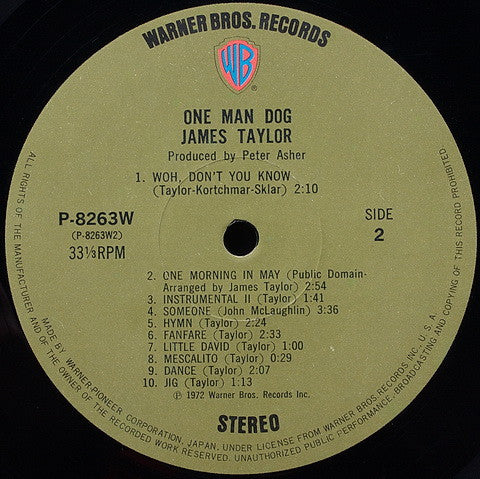 WARNER BROS. RECORDS
WB
®
ONE MAN DOG
JAMES TAYLOR
Produced by Peter Asher
1. WOH, DON'T YOU KNOW
(Taylor-Kortchmar-Sklar) 2:10
P-8263W
(P-8263W2)
33⅓RPM
SIDE
2
2. ONE MORNING IN MAY (Public Domain-
Arranged by James Taylor) 2:54
3. INSTRUMENTAL II (Taylor) 1:41
4. SOMEONE (John McLaughlin) 3:36
5. HYMN (Taylor) 2:24
6. FANFARE (Taylor) 2:33
7. LITTLE DAVID (Taylor) 1:00
8. MESCALITO (Taylor) 0:29
9. DANCE (Taylor) 2:07
10. JIG (Taylor) 1:13
℗ 1972 Warner Bros. Records Inc.
STEREO
MADE BY WARNER-PIONEER CORPORATION, JAPAN, UNDER LICENSE FROM WARNER BROS. RECORDS INC., U.S.A.
ALL RIGHTS OF THE MANUFACTURER AND OF THE OWNER OF THE RECORDED WORK RESERVED. UNAUTHORIZED PUBLIC PERFORMANCE, BROADCASTING AND COPYING OF THIS RECORD PROHIBITED